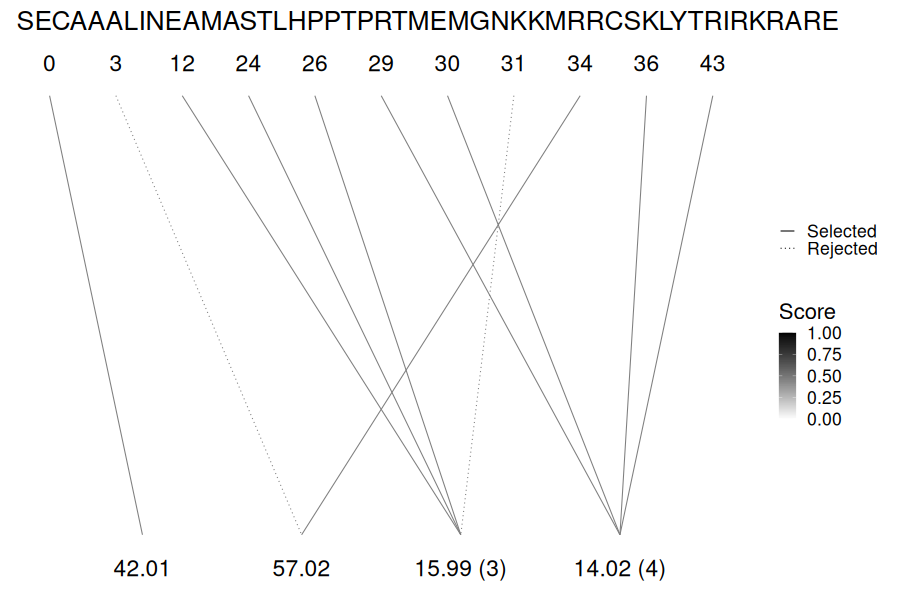 SECAAALINEAMASTLHPPTPRTMEMGNKKMRRCSKLYTRIRKRARE
0 3 12 24 26 29 30 31 34 36 43
Selected
Rejected
Score
1.00
0.75
0.50
0.25
0.00
42.01 57.02 15.99 (3) 14.02 (4)